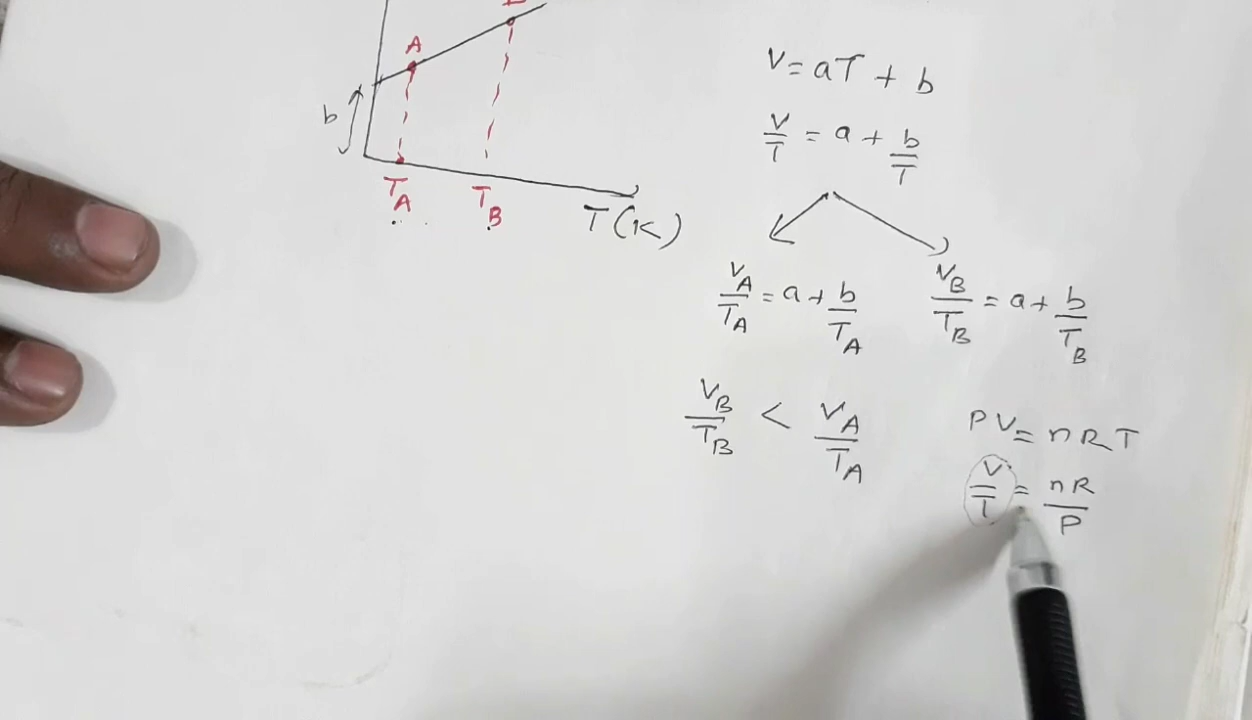 A
b
T_A T_B T(K)
V = aT + b
V/T = a + b/T
V_A/T_A = a + b/T_A
V_B/T_B = a + b/T_B
V_B/T_B < V_A/T_A
PV = nRT
V/T = nR/P